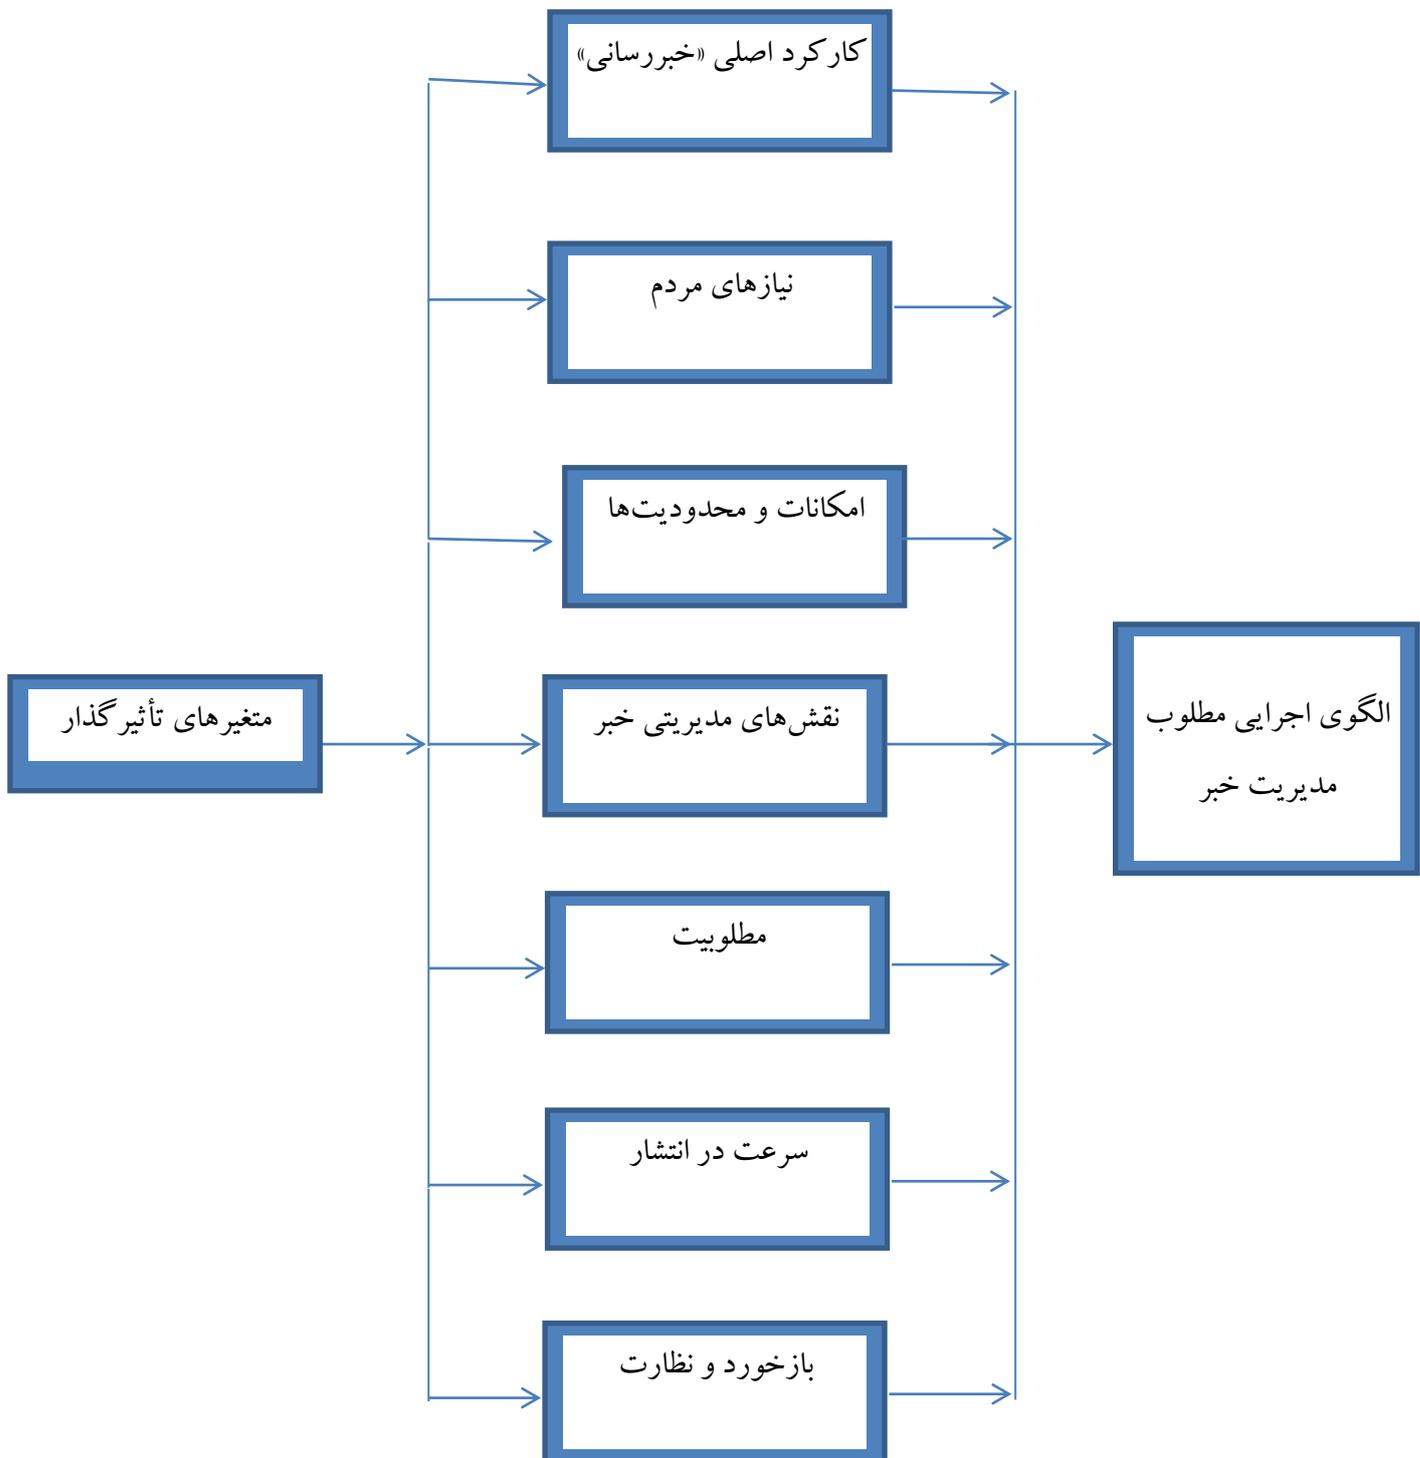 کارکرد اصلی «خبررسانی»
نیازهای مردم
امکانات و محدودیت‌ها
متغیرهای تأثیرگذار
نقش‌های مدیریتی خبر
الگوی اجرایی مطلوب
مدیریت خبر
مطلوبیت
سرعت در انتشار
بازخورد و نظارت